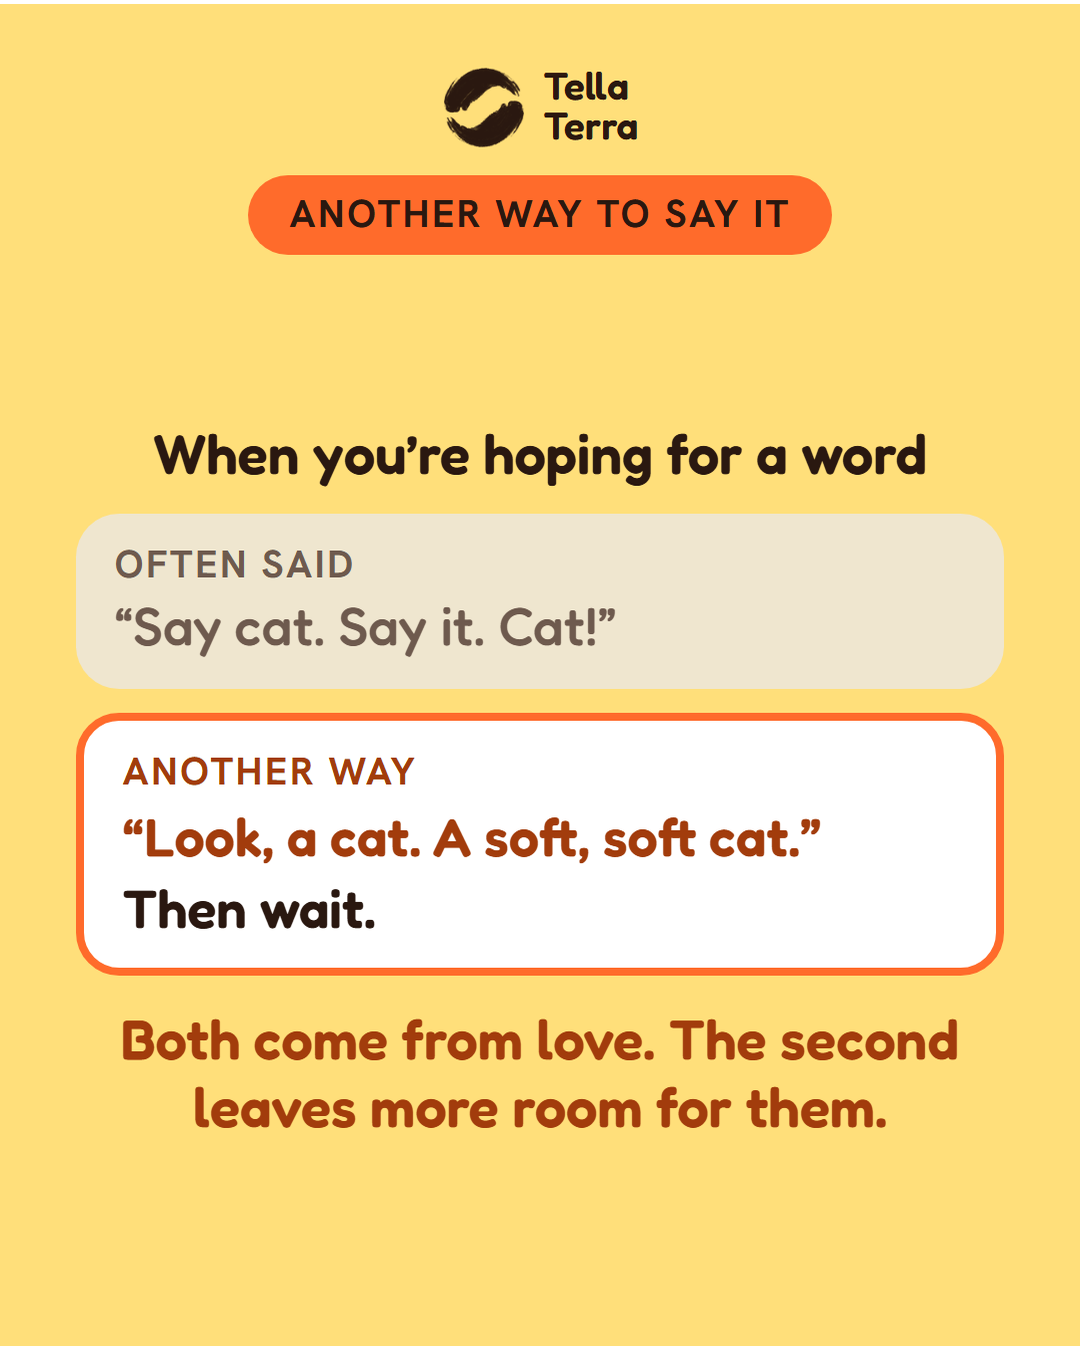 Tella
Terra
ANOTHER WAY TO SAY IT
When you’re hoping for a word
OFTEN SAID
“Say cat. Say it. Cat!”
ANOTHER WAY
“Look, a cat. A soft, soft cat.”
Then wait.
Both come from love. The second
leaves more room for them.